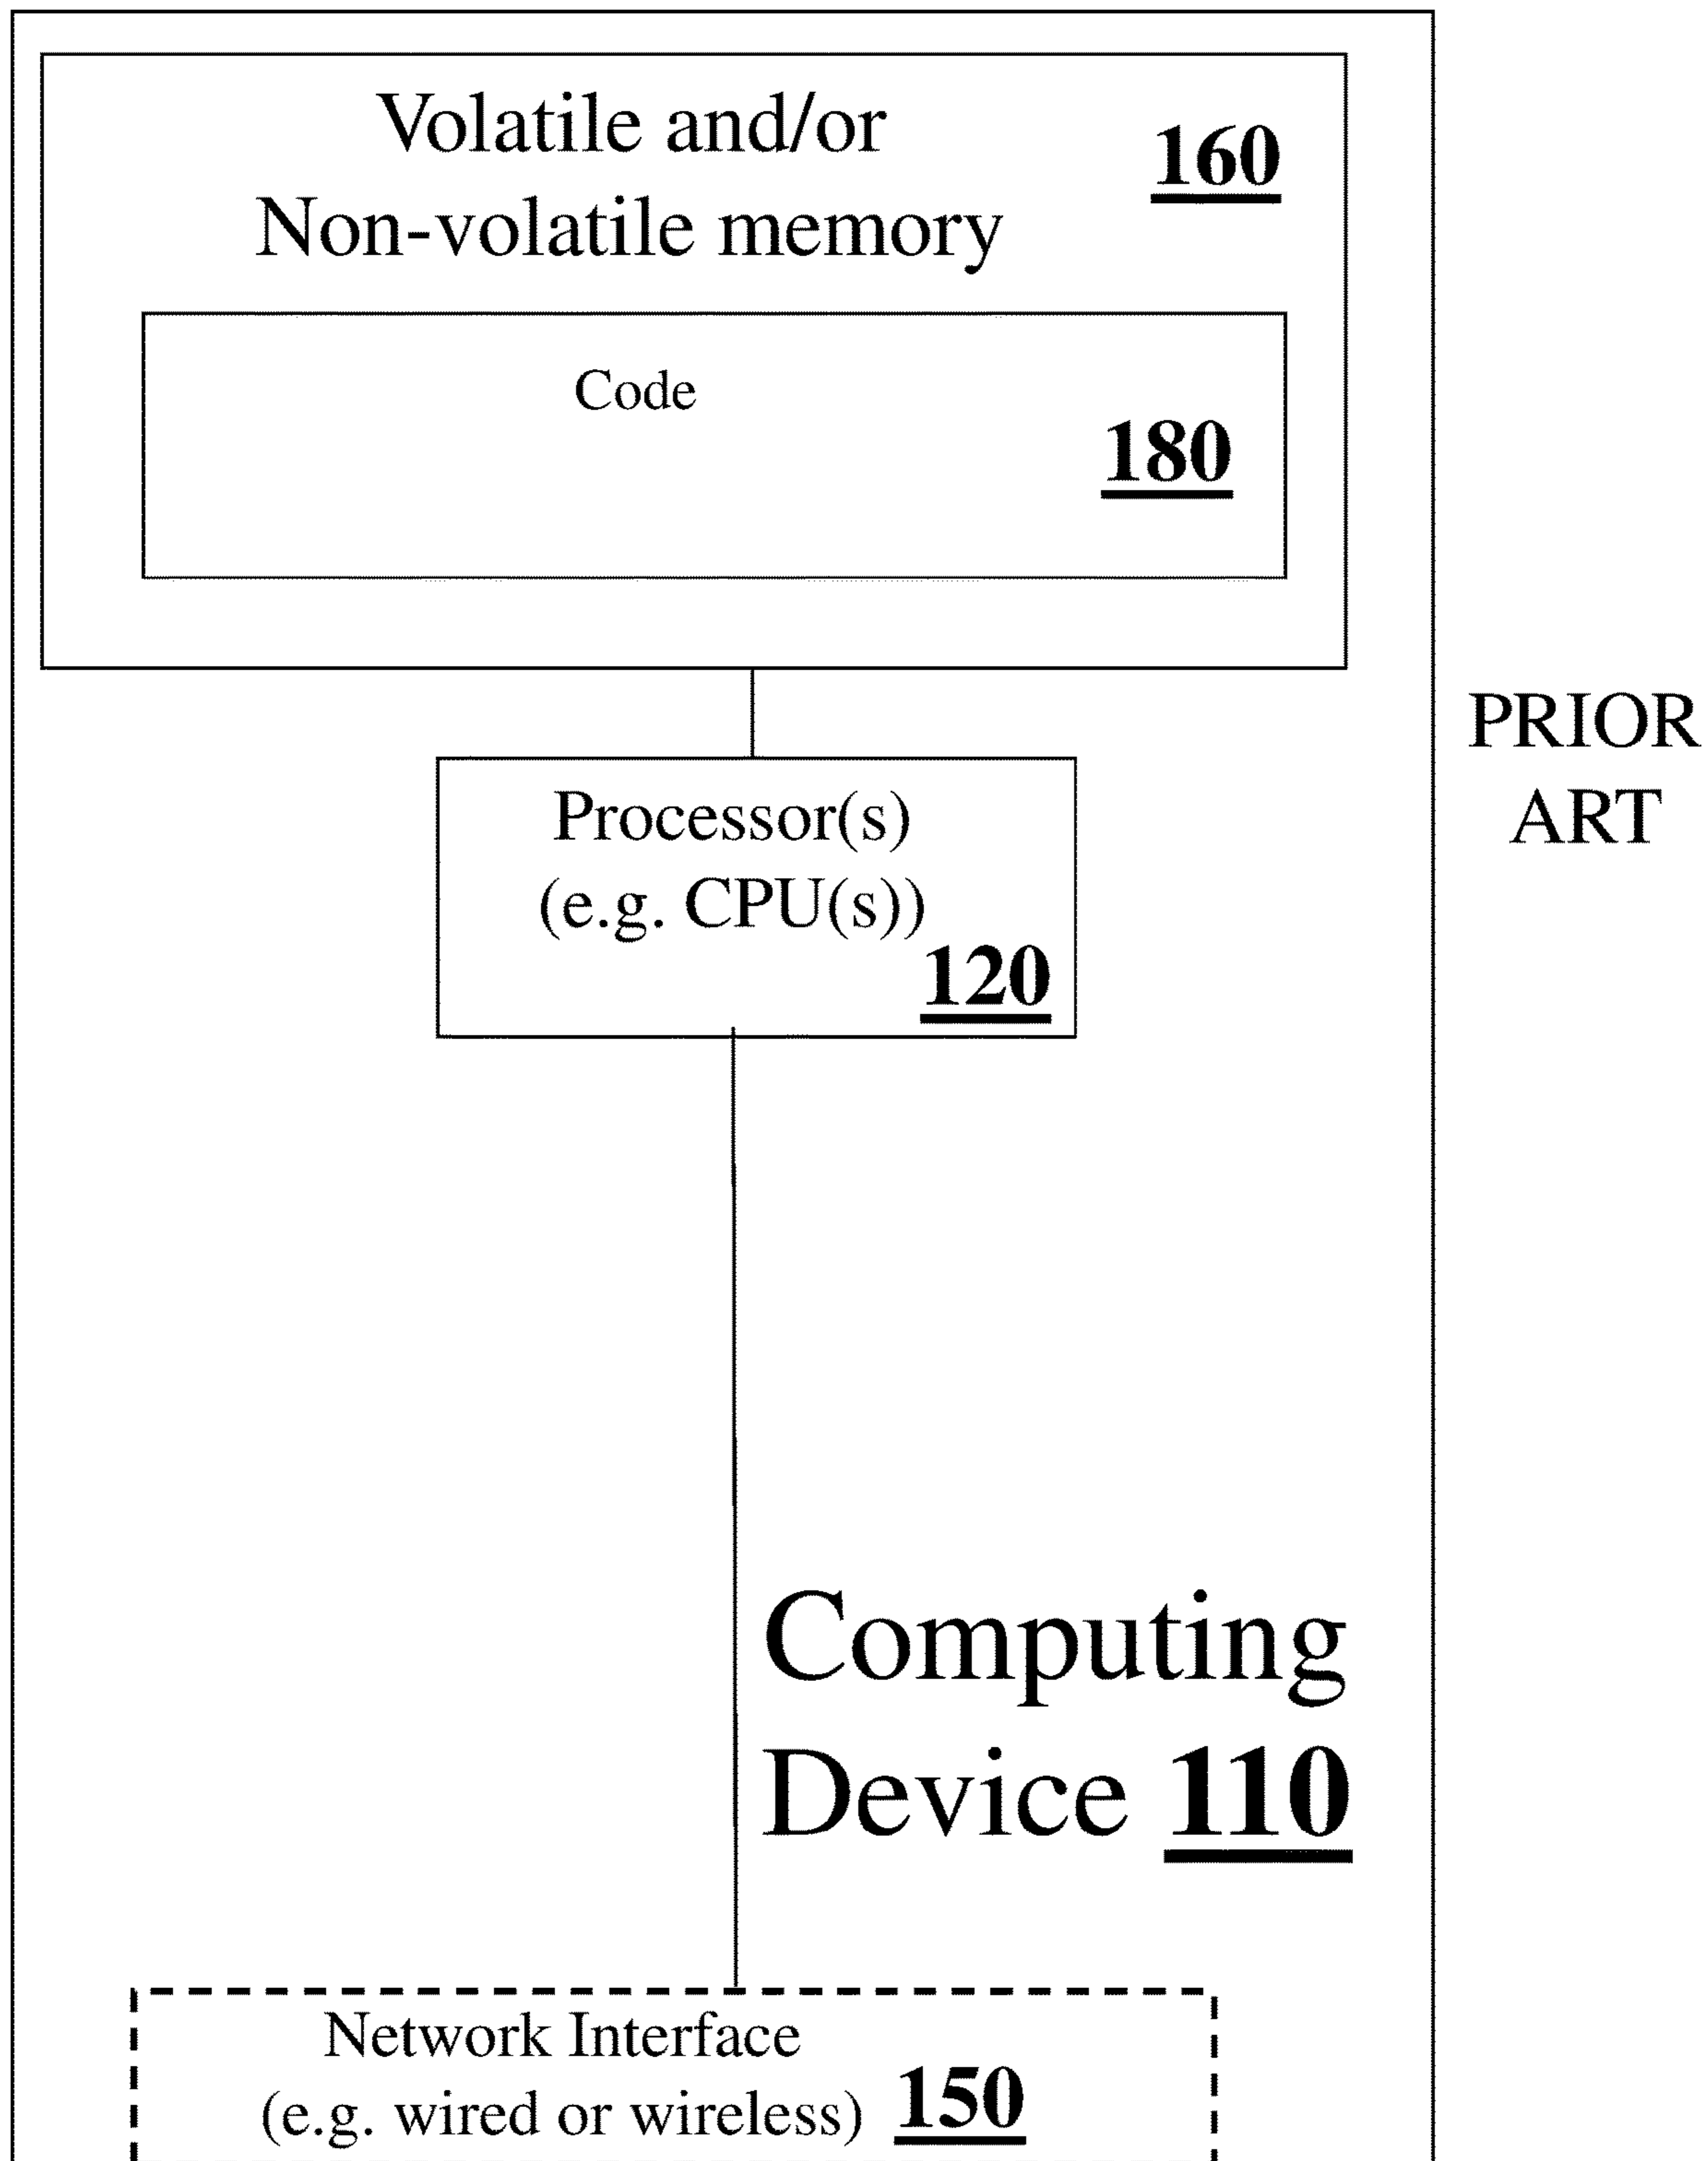 Volatile and/or
Non-volatile memory
160
Code
180
PRIOR
ART
Processor(s)
(e.g. CPU(s))
120
Computing
Device 110
Network Interface
(e.g. wired or wireless) 150